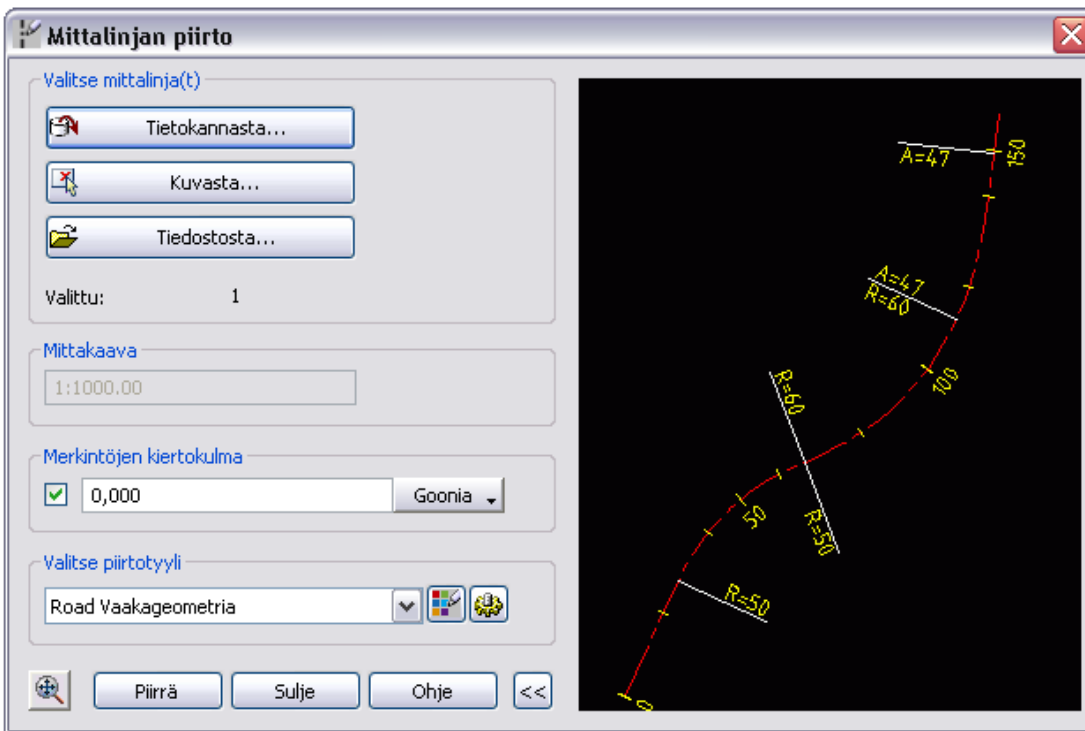 Mittalinjan piirto
Valitse mittalinja(t)
Tietokannasta...
Kuvasta...
Tiedostosta...
Valittu: 1
Mittakaava
1:1000.00
Merkintöjen kiertokulma
0,000 Goonia
Valitse piirtotyyli
Road Vaakageometria
Piirrä Sulje Ohje <<
A=47
150
A=47
R=60
100
R=60
50
R=50
R=50
0